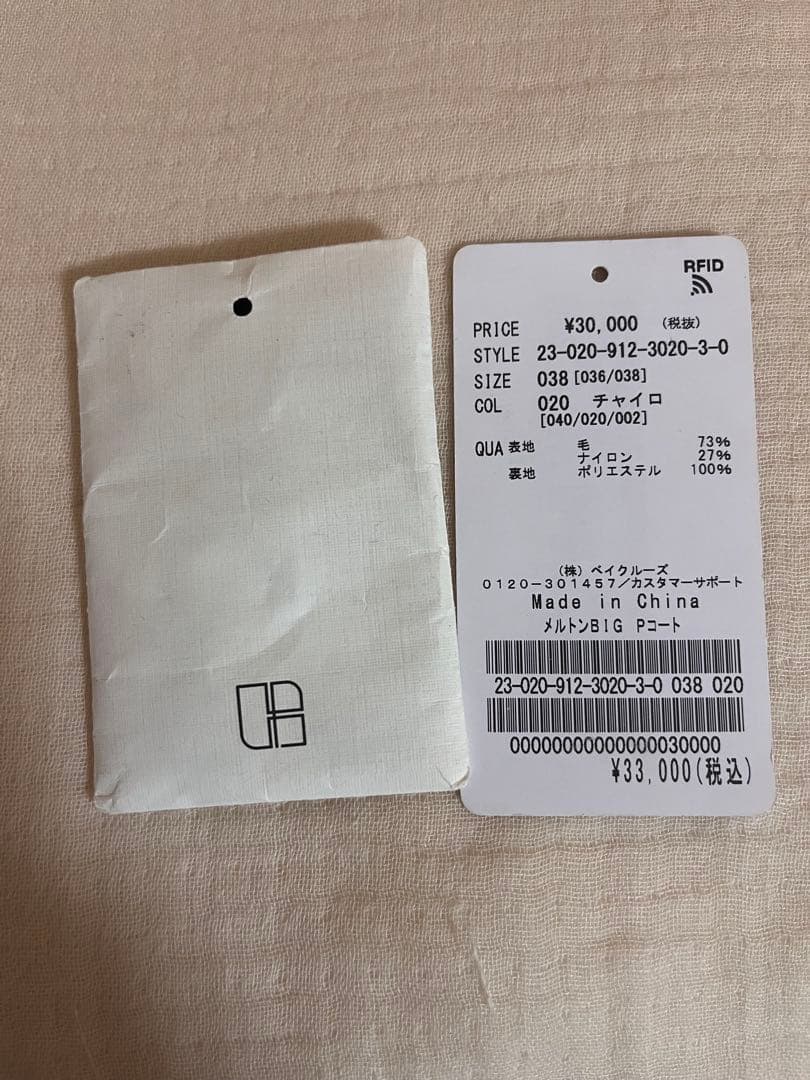 RFID
PRICE ¥30,000 (税抜)
STYLE 23-020-912-3020-3-0
SIZE 038 [036/038]
COL 020 チャイロ
[040/020/002]
QUA 表地 毛 73%
ナイロン 27%
裏地 ポリエステル 100%
(株) ベイクルーズ
0120-301457/カスタマーサポート
Made in China
メルトンBIG Pコート
23-020-912-3020-3-0 038 020
00000000000000030000
¥33,000(税込)